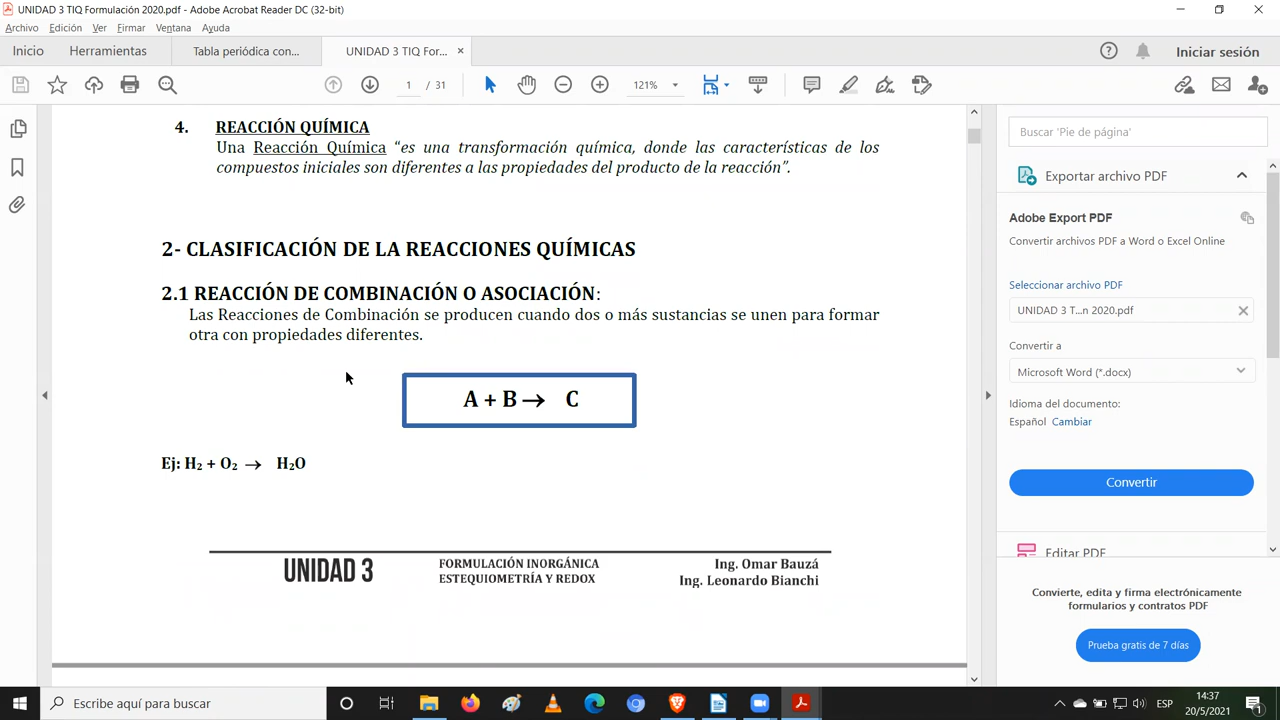 UNIDAD 3 TIQ Formulación 2020.pdf - Adobe Acrobat Reader DC (32-bit)
Archivo Edición Ver Firmar Ventana Ayuda
Inicio Herramientas Tabla periódica con... UNIDAD 3 TIQ For... × Iniciar sesión
1 / 31 121%
4. REACCIÓN QUÍMICA
Una Reacción Química “es una transformación química, donde las características de los
compuestos iniciales son diferentes a las propiedades del producto de la reacción”.
2- CLASIFICACIÓN DE LA REACCIONES QUÍMICAS
2.1 REACCIÓN DE COMBINACIÓN O ASOCIACIÓN:
Las Reacciones de Combinación se producen cuando dos o más sustancias se unen para formar
otra con propiedades diferentes.
A + B → C
Ej: H₂ + O₂ → H₂O
UNIDAD 3
FORMULACIÓN INORGÁNICA
ESTEQUIOMETRÍA Y REDOX
Ing. Omar Bauzá
Ing. Leonardo Bianchi
Buscar 'Pie de página'
Exportar archivo PDF
Adobe Export PDF
Convertir archivos PDF a Word o Excel Online
Seleccionar archivo PDF
UNIDAD 3 T...n 2020.pdf
Convertir a
Microsoft Word (*.docx)
Idioma del documento:
Español Cambiar
Convertir
Editar PDF
Convierte, edita y firma electrónicamente
formularios y contratos PDF
Prueba gratis de 7 días
Escribe aquí para buscar
ESP
14:37
20/5/2021
1